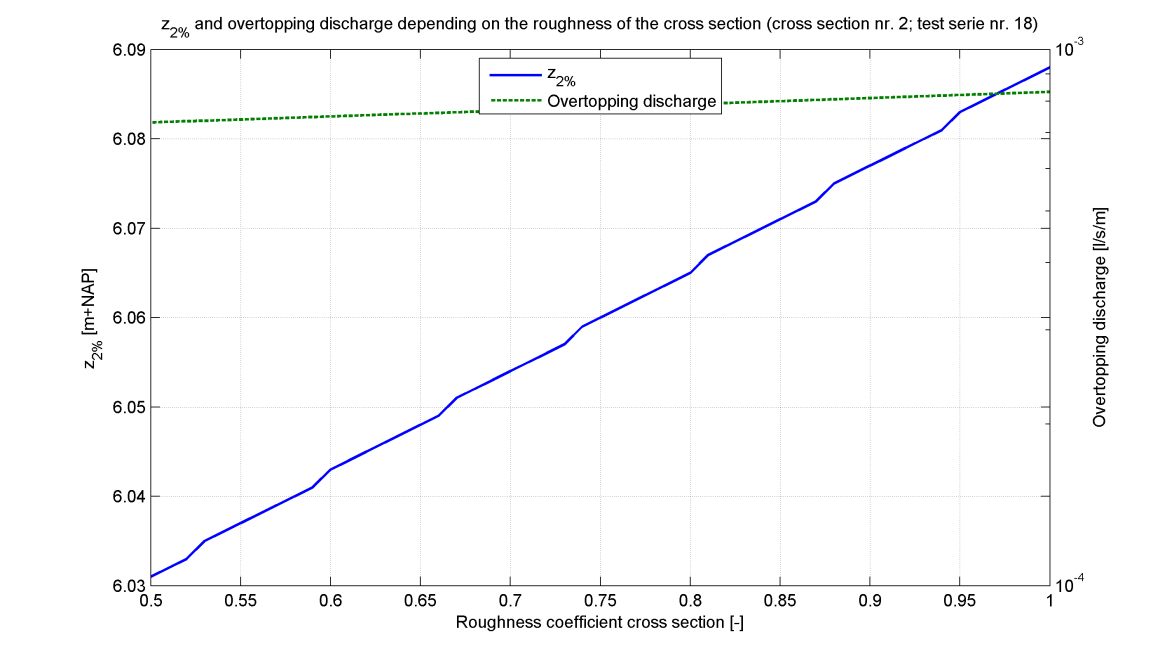 z2% and overtopping discharge depending on the roughness of the cross section (cross section nr. 2; test serie nr. 18)
z2%
Overtopping discharge
6.09
6.08
6.07
6.06
6.05
6.04
6.03
z2% [m+NAP]
10-3
10-4
Overtopping discharge [l/s/m]
0.5 0.55 0.6 0.65 0.7 0.75 0.8 0.85 0.9 0.95 1
Roughness coefficient cross section [-]